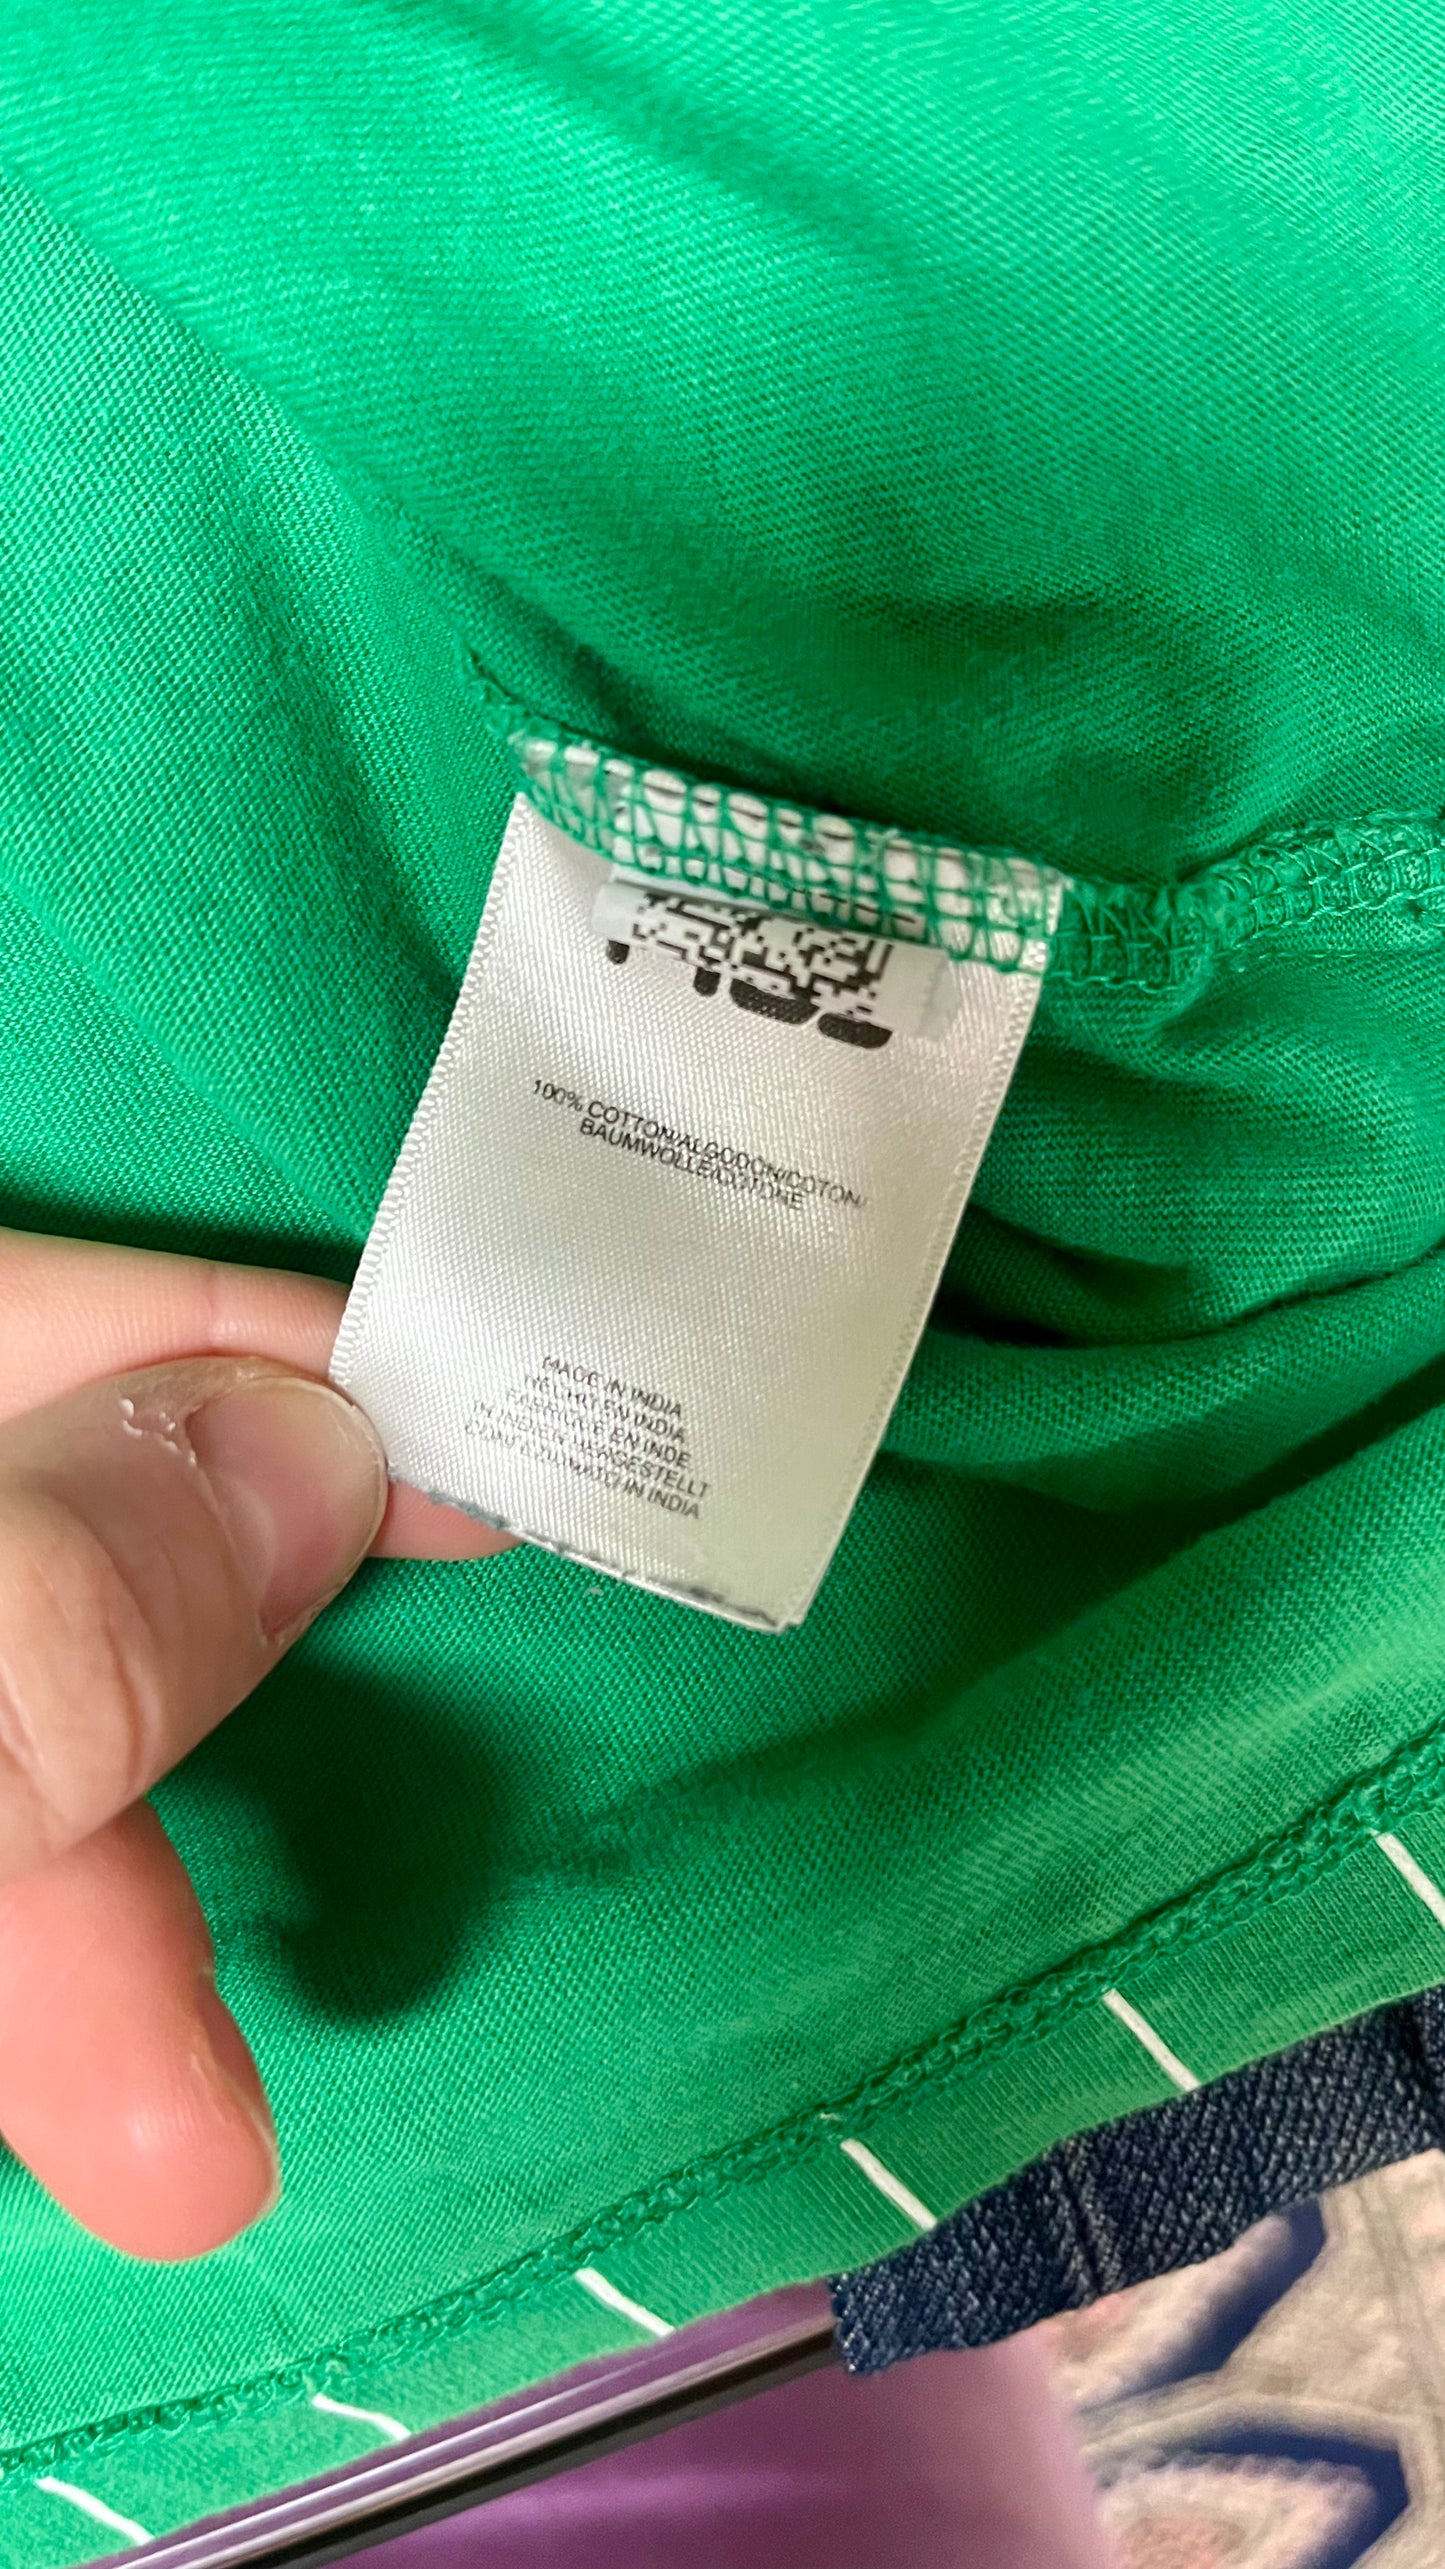 100% COTTON/ALGODON/COTON/
BAUMWOLLE/COTONE
MADE IN INDIA
HECHO EN INDIA
FABRIQUE EN INDE
IN INDIEN HERGESTELLT
CONFEZIONATO IN INDIA